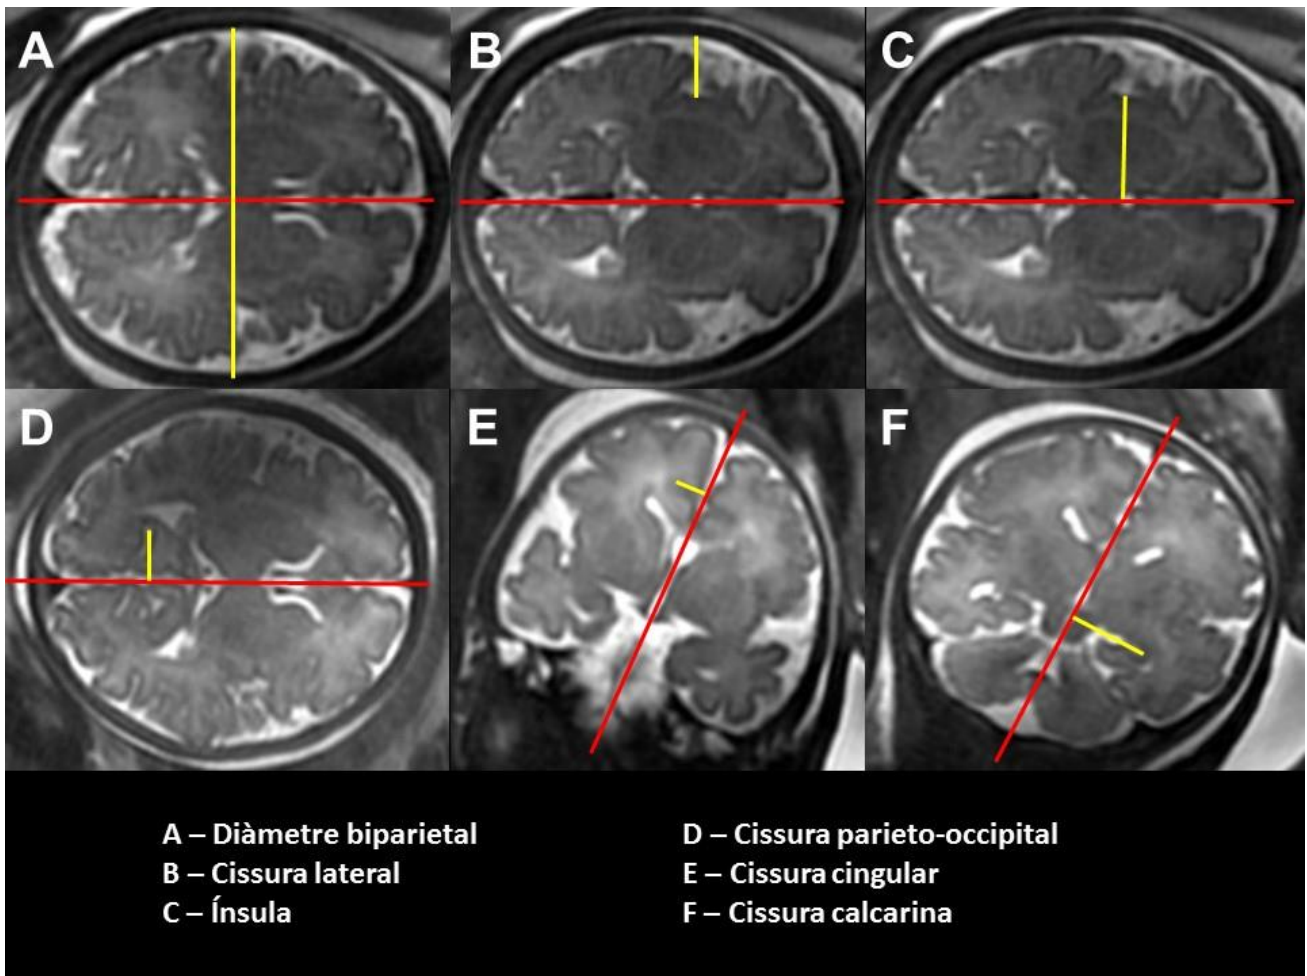 A
B
C
D
E
F
A – Diàmetre biparietal
B – Cissura lateral
C – Ínsula
D – Cissura parieto-occipital
E – Cissura cingular
F – Cissura calcarina